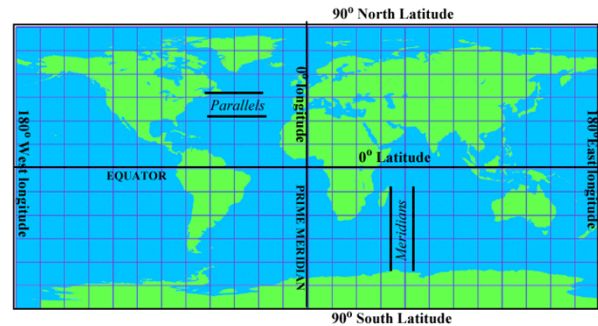 90° North Latitude
180° West longitude
Parallels
0° longitude
180° East longitude
0° Latitude
EQUATOR
PRIME MERIDIAN
Meridians
90° South Latitude